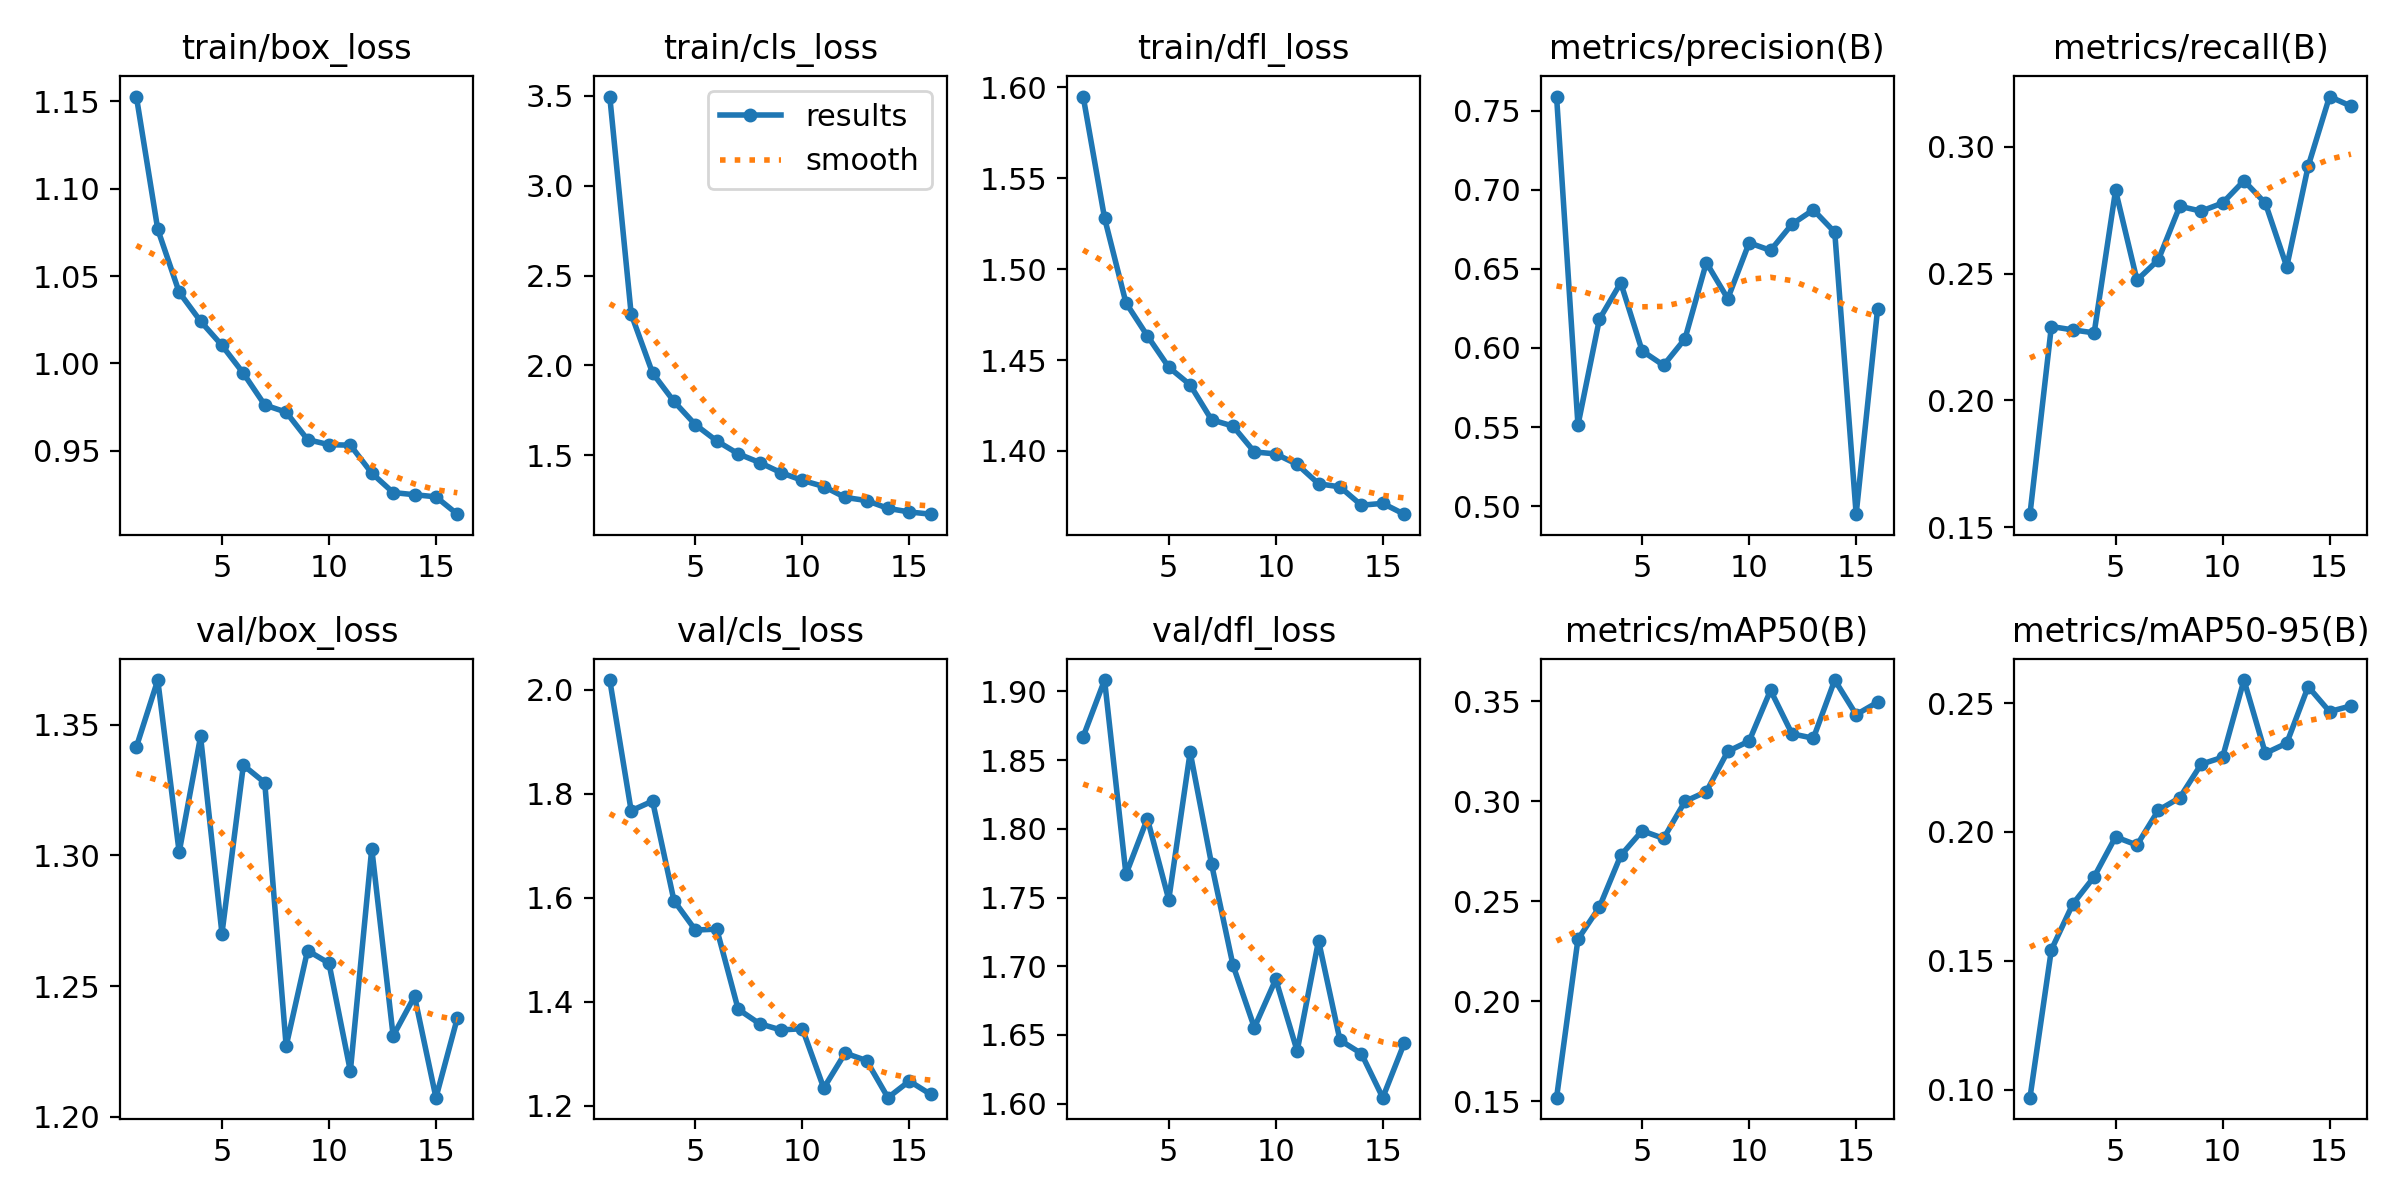 train/box_loss
1.15
1.10
1.05
1.00
0.95
5 10 15
train/cls_loss
results
smooth
3.5
3.0
2.5
2.0
1.5
5 10 15
train/dfl_loss
1.60
1.55
1.50
1.45
1.40
5 10 15
metrics/precision(B)
0.75
0.70
0.65
0.60
0.55
0.50
5 10 15
metrics/recall(B)
0.30
0.25
0.20
0.15
5 10 15
val/box_loss
1.35
1.30
1.25
1.20
5 10 15
val/cls_loss
2.0
1.8
1.6
1.4
1.2
5 10 15
val/dfl_loss
1.90
1.85
1.80
1.75
1.70
1.65
1.60
5 10 15
metrics/mAP50(B)
0.35
0.30
0.25
0.20
0.15
5 10 15
metrics/mAP50-95(B)
0.25
0.20
0.15
0.10
5 10 15